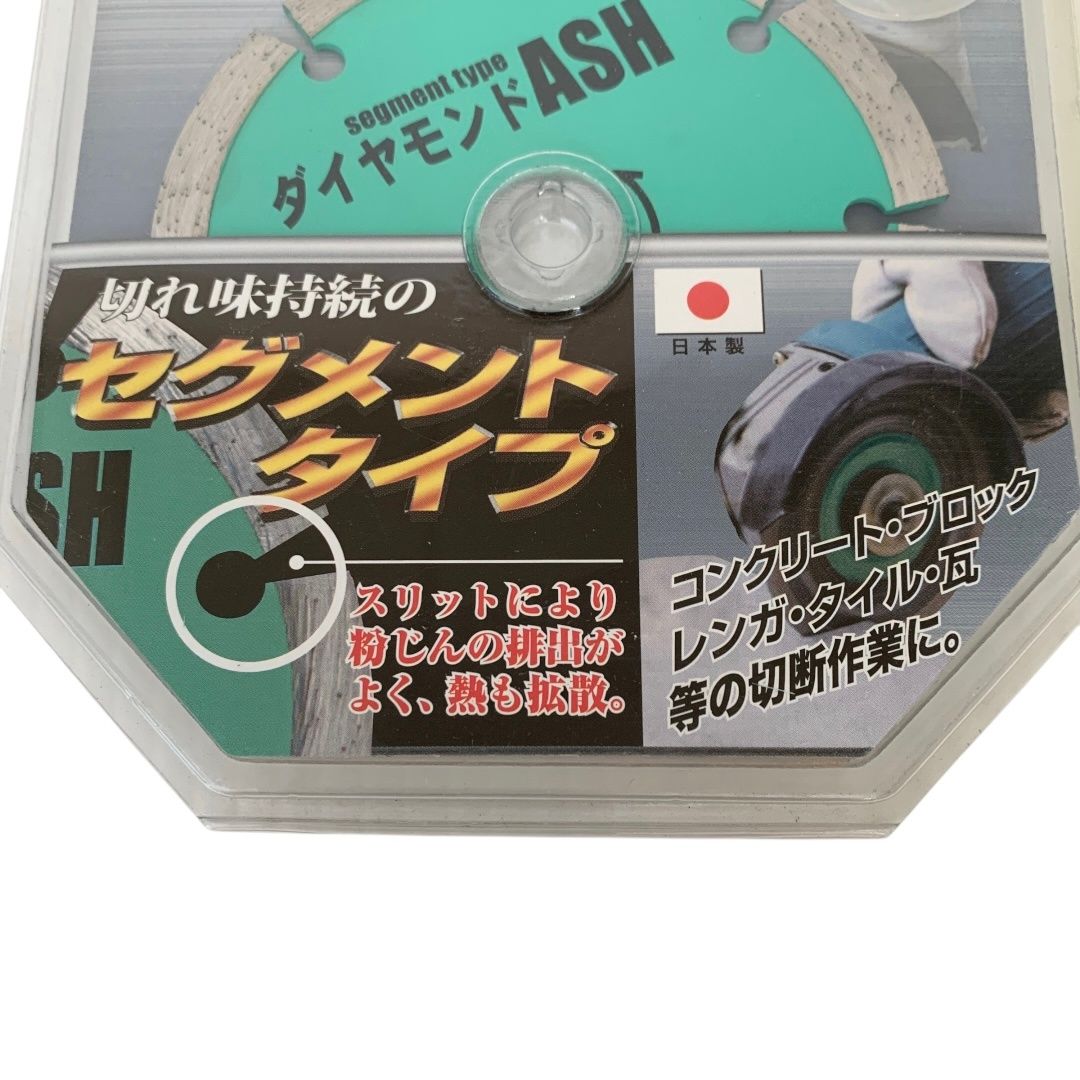 segment type
ダイヤモンドASH
切れ味持続の
セグメント
タイプ
SH
スリットにより
粉じんの排出が
よく、熱も拡散。
日本製
コンクリート・ブロック
レンガ・タイル・瓦
等の切断作業に。